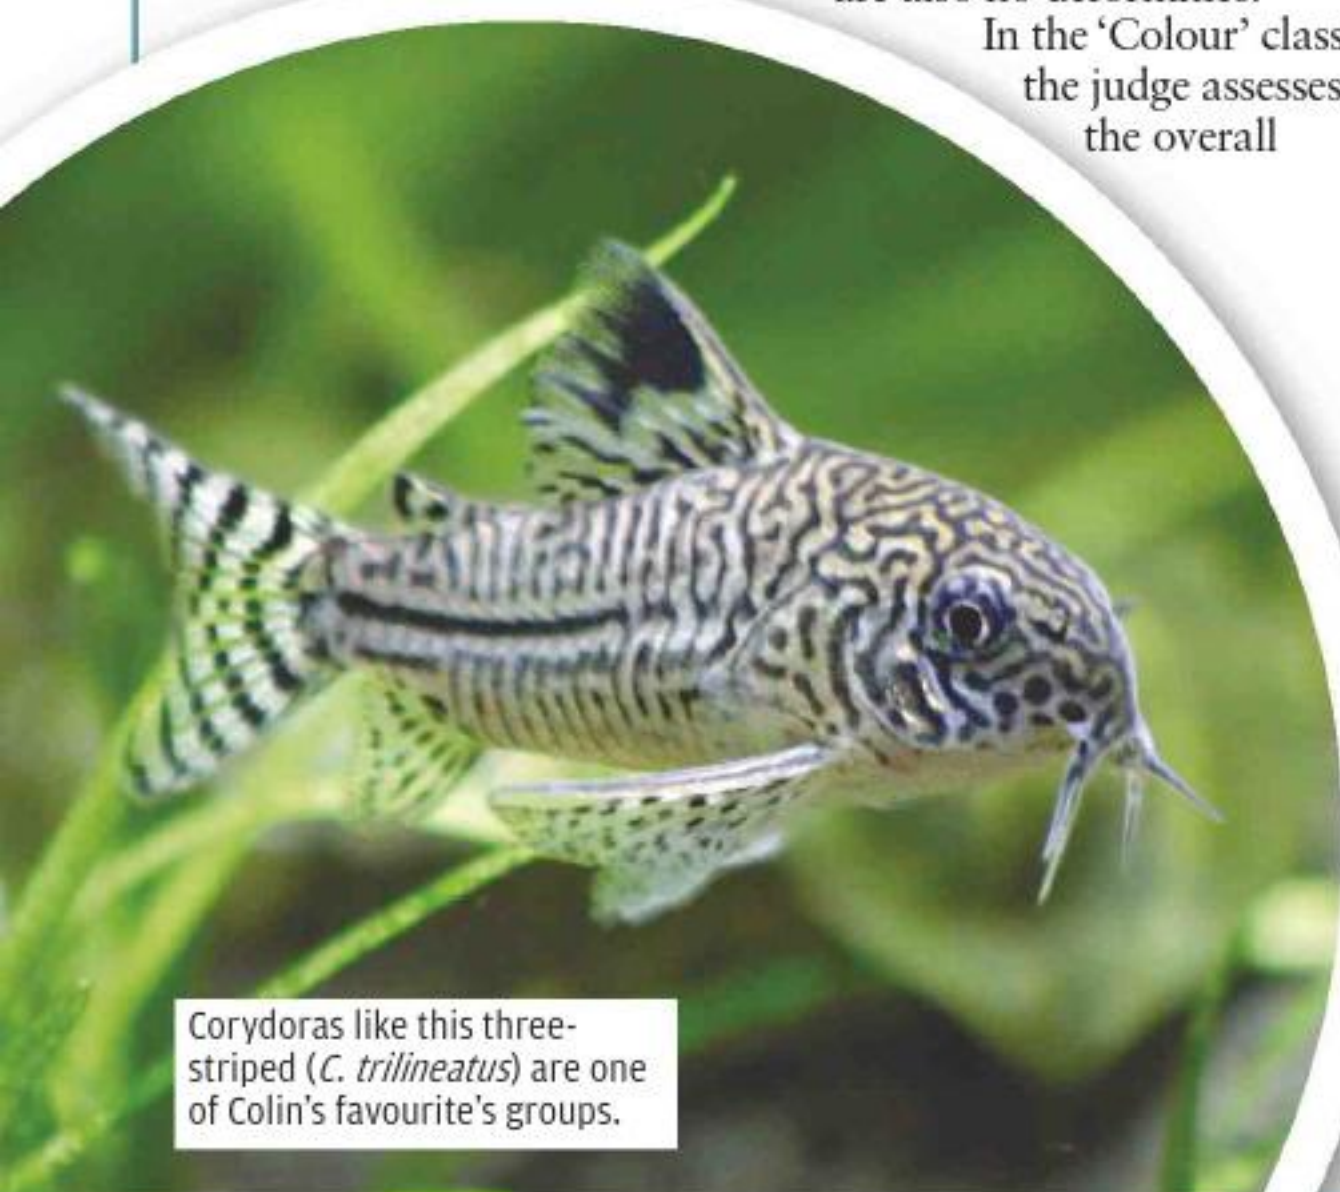 In the ‘Colour’ class
the judge assesses
the overall
Corydoras like this three-
striped (C. trilineatus) are one
of Colin's favourite's groups.